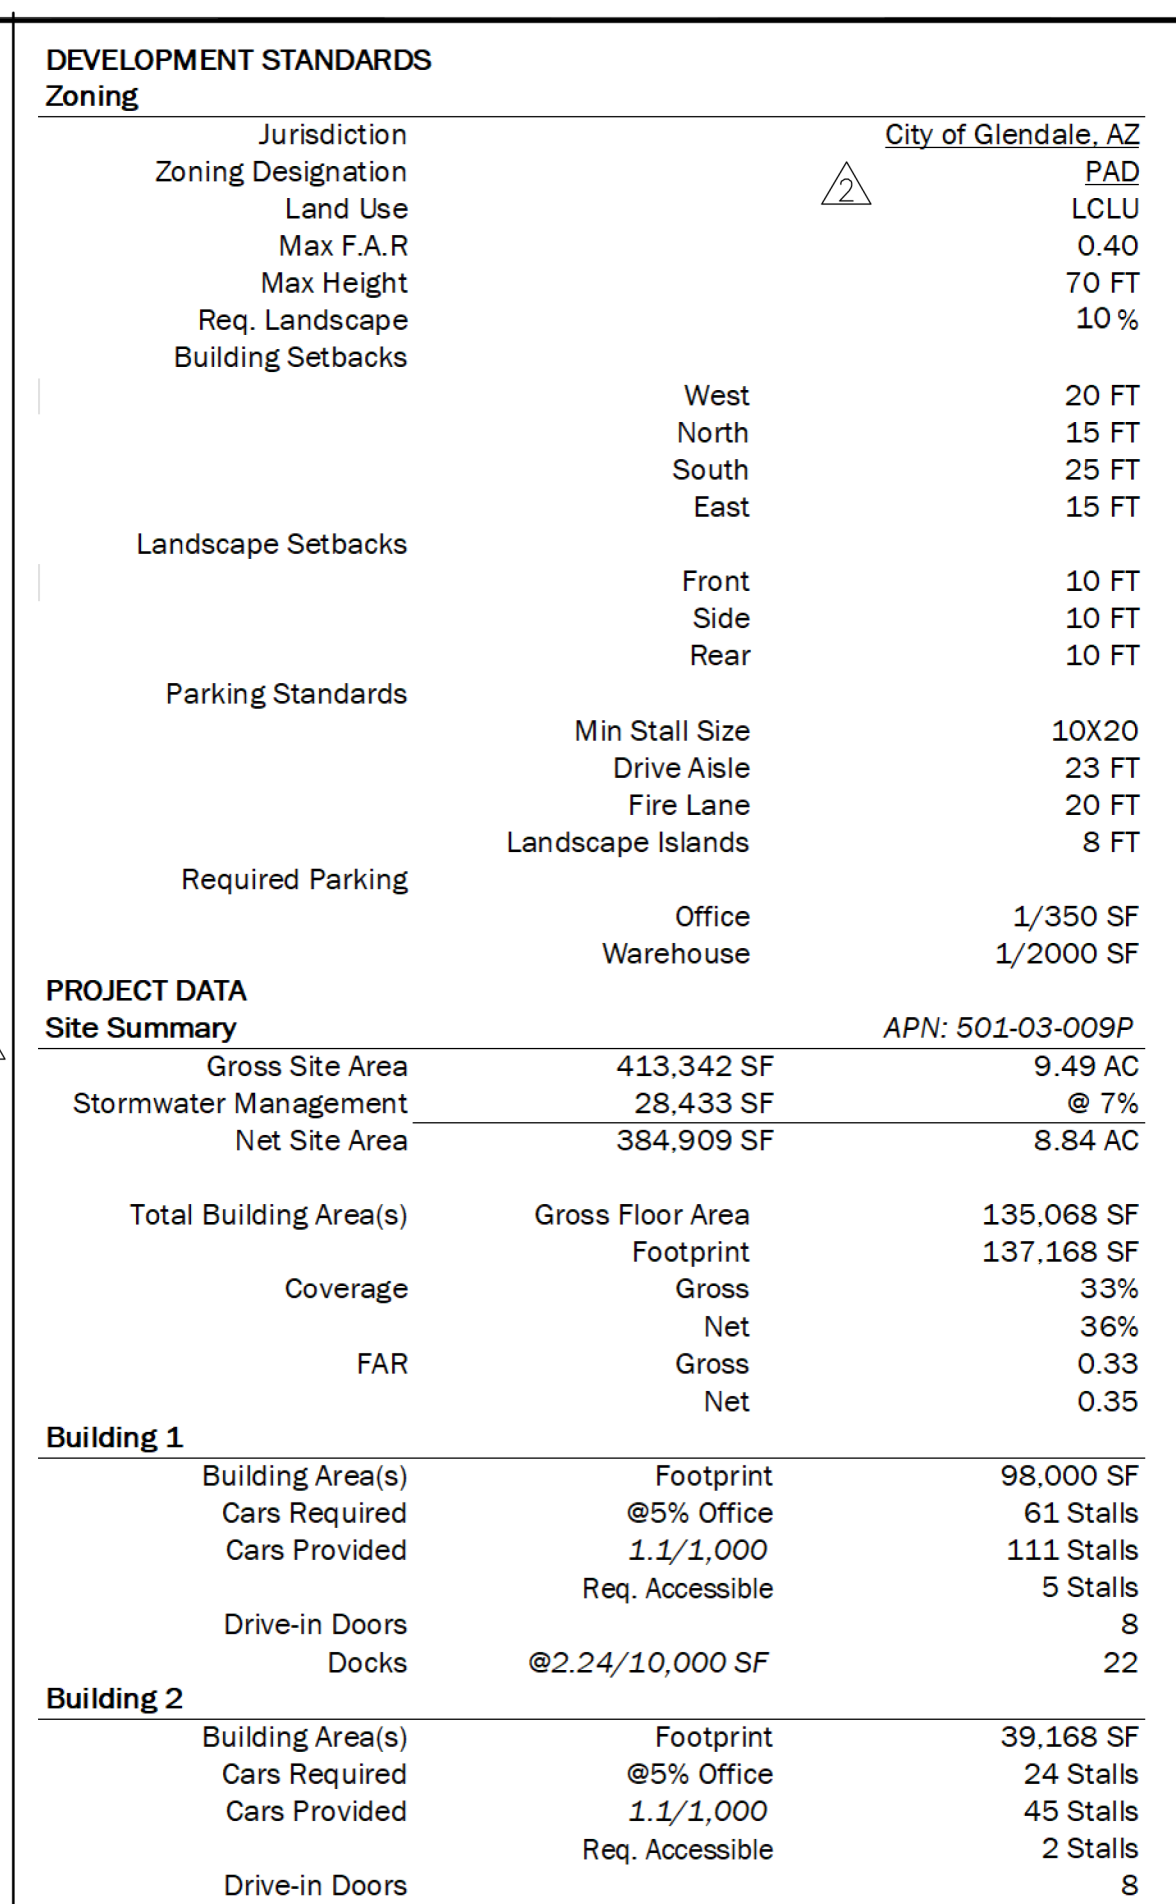 DEVELOPMENT STANDARDS
Zoning
Jurisdiction City of Glendale, AZ
Zoning Designation 2 PAD
Land Use LCLU
Max F.A.R 0.40
Max Height 70 FT
Req. Landscape 10 %
Building Setbacks
West 20 FT
North 15 FT
South 25 FT
East 15 FT
Landscape Setbacks
Front 10 FT
Side 10 FT
Rear 10 FT
Parking Standards
Min Stall Size 10X20
Drive Aisle 23 FT
Fire Lane 20 FT
Landscape Islands 8 FT
Required Parking
Office 1/350 SF
Warehouse 1/2000 SF
PROJECT DATA
Site Summary APN: 501-03-009P
Gross Site Area 413,342 SF 9.49 AC
Stormwater Management 28,433 SF @ 7%
Net Site Area 384,909 SF 8.84 AC
Total Building Area(s) Gross Floor Area 135,068 SF
Footprint 137,168 SF
Coverage Gross 33%
Net 36%
FAR Gross 0.33
Net 0.35
Building 1
Building Area(s) Footprint 98,000 SF
Cars Required @5% Office 61 Stalls
Cars Provided 1.1/1,000 111 Stalls
Req. Accessible 5 Stalls
Drive-in Doors 8
Docks @2.24/10,000 SF 22
Building 2
Building Area(s) Footprint 39,168 SF
Cars Required @5% Office 24 Stalls
Cars Provided 1.1/1,000 45 Stalls
Req. Accessible 2 Stalls
Drive-in Doors 8